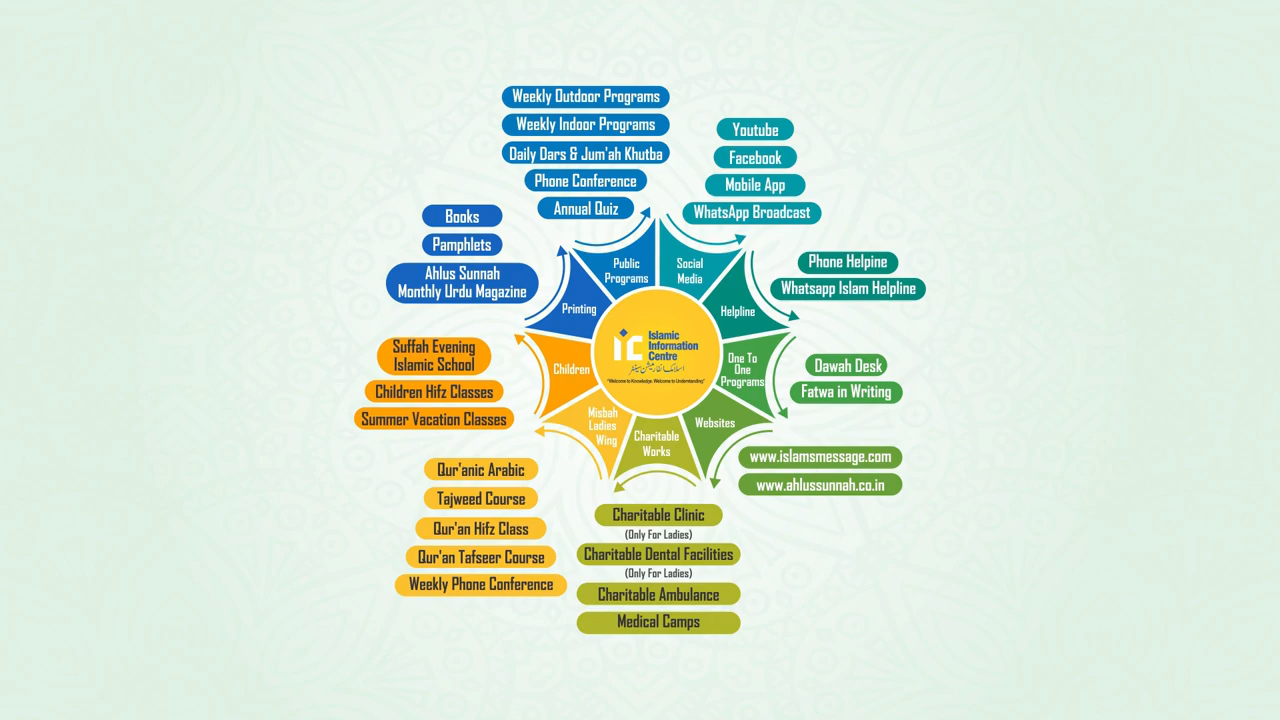 Weekly Outdoor Programs
Weekly Indoor Programs
Daily Dars & Jum'ah Khutba
Phone Conference
Annual Quiz
Youtube
Facebook
Mobile App
WhatsApp Broadcast
Books
Pamphlets
Ahlus Sunnah
Monthly Urdu Magazine
Phone Helpine
Whatsapp Islam Helpline
Public
Programs
Social
Media
Printing
Helpline
Children
One To
One
Programs
Misbah
Ladies
Wing
Charitable
Works
Websites
Islamic
Information
Centre
اسلامک انفارمیشن سینٹر
"Welcome to Knowledge. Welcome to Understanding"
Suffah Evening
Islamic School
Children Hifz Classes
Summer Vacation Classes
Dawah Desk
Fatwa in Writing
www.islamsmessage.com
www.ahlussunnah.co.in
Qur'anic Arabic
Tajweed Course
Qur'an Hifz Class
Qur'an Tafseer Course
Weekly Phone Conference
Charitable Clinic
(Only For Ladies)
Charitable Dental Facilities
(Only For Ladies)
Charitable Ambulance
Medical Camps